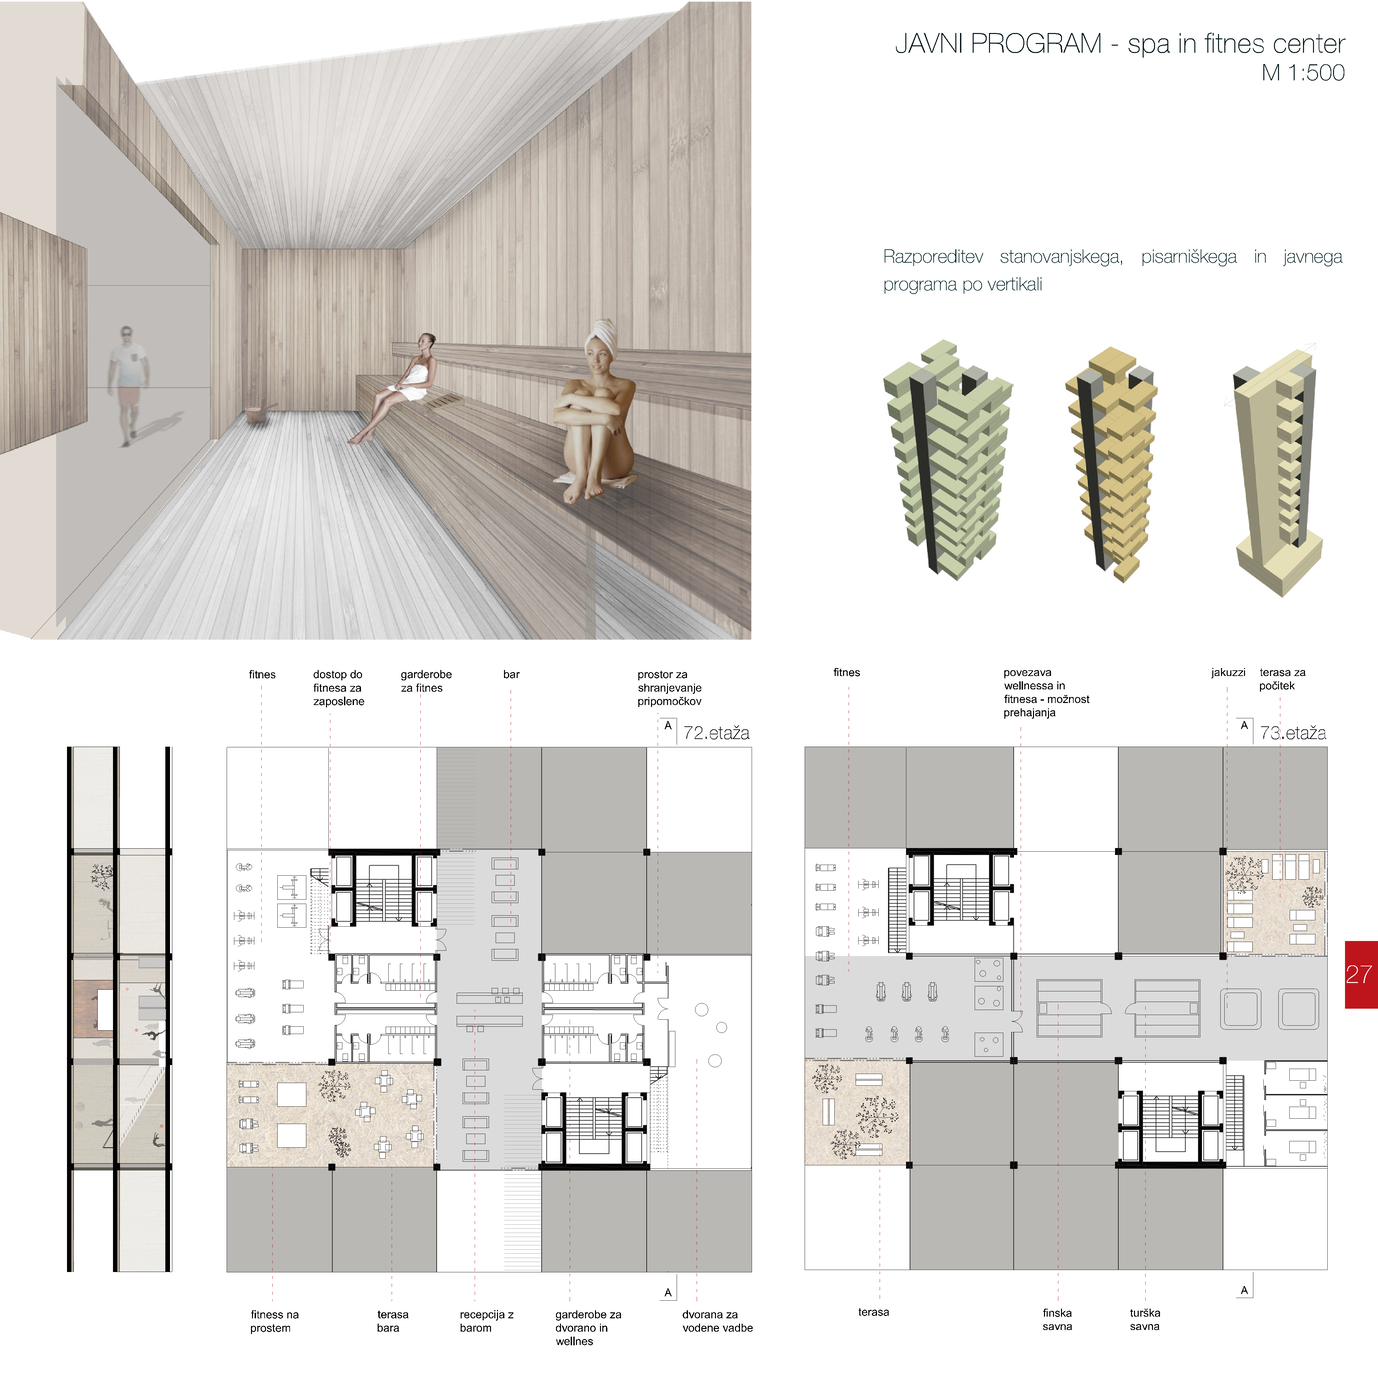 JAVNI PROGRAM - spa in fitnes center
M 1:500
Razporeditev stanovanjskega, pisarniškega in javnega
programa po vertikali
fitnes
dostop do
fitnesa za
zaposlene
garderobe
za fitnes
bar
prostor za
shranjevanje
pripomočkov
A
72.etaža
fitnes
povezava
wellnessa in
fitnesa - možnost
prehajanja
jakuzzi
terasa za
počitek
A
73.etaža
27
A
fitness na
prostem
terasa
bara
recepcija z
barom
garderobe za
dvorano in
wellnes
dvorana za
vodene vadbe
A
terasa
finska
savna
turška
savna